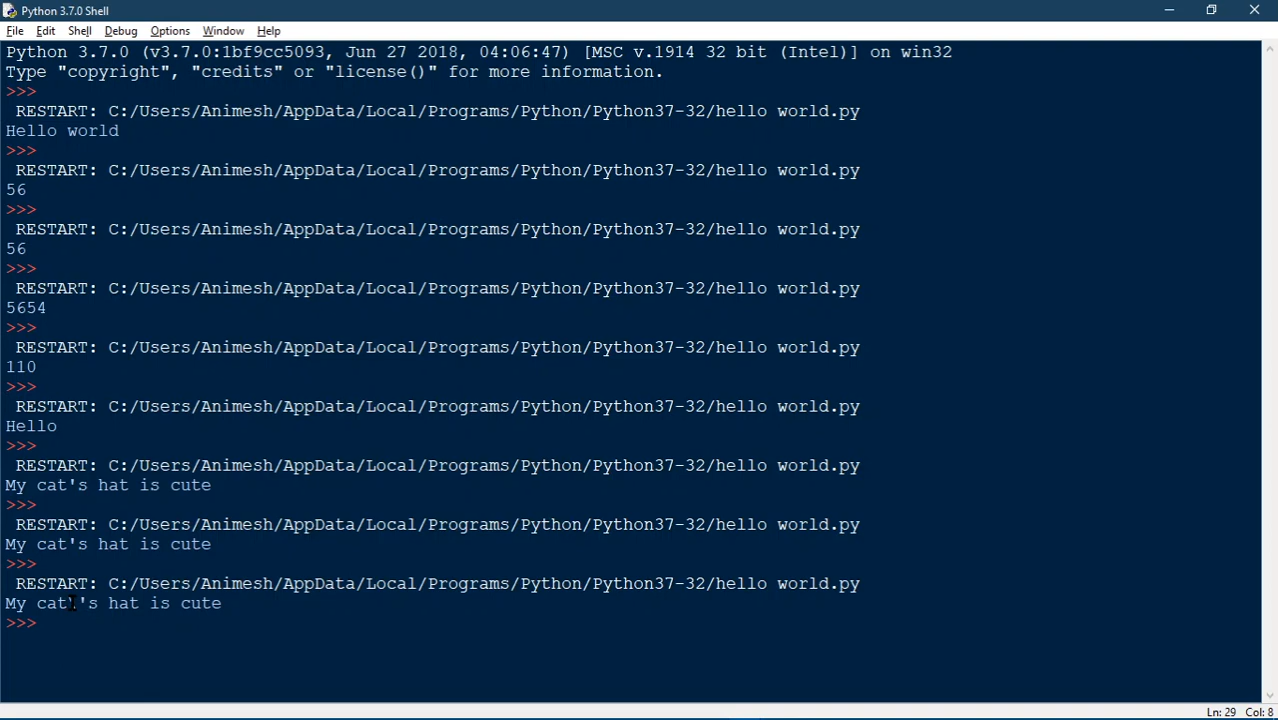 Python 3.7.0 Shell
File Edit Shell Debug Options Window Help
Python 3.7.0 (v3.7.0:1bf9cc5093, Jun 27 2018, 04:06:47) [MSC v.1914 32 bit (Intel)] on win32
Type "copyright", "credits" or "license()" for more information.
>>>
RESTART: C:/Users/Animesh/AppData/Local/Programs/Python/Python37-32/hello world.py
Hello world
>>>
RESTART: C:/Users/Animesh/AppData/Local/Programs/Python/Python37-32/hello world.py
56
>>>
RESTART: C:/Users/Animesh/AppData/Local/Programs/Python/Python37-32/hello world.py
56
>>>
RESTART: C:/Users/Animesh/AppData/Local/Programs/Python/Python37-32/hello world.py
5654
>>>
RESTART: C:/Users/Animesh/AppData/Local/Programs/Python/Python37-32/hello world.py
110
>>>
RESTART: C:/Users/Animesh/AppData/Local/Programs/Python/Python37-32/hello world.py
Hello
>>>
RESTART: C:/Users/Animesh/AppData/Local/Programs/Python/Python37-32/hello world.py
My cat's hat is cute
>>>
RESTART: C:/Users/Animesh/AppData/Local/Programs/Python/Python37-32/hello world.py
My cat's hat is cute
>>>
RESTART: C:/Users/Animesh/AppData/Local/Programs/Python/Python37-32/hello world.py
My cat\'s hat is cute
>>>
Ln: 29 Col: 8